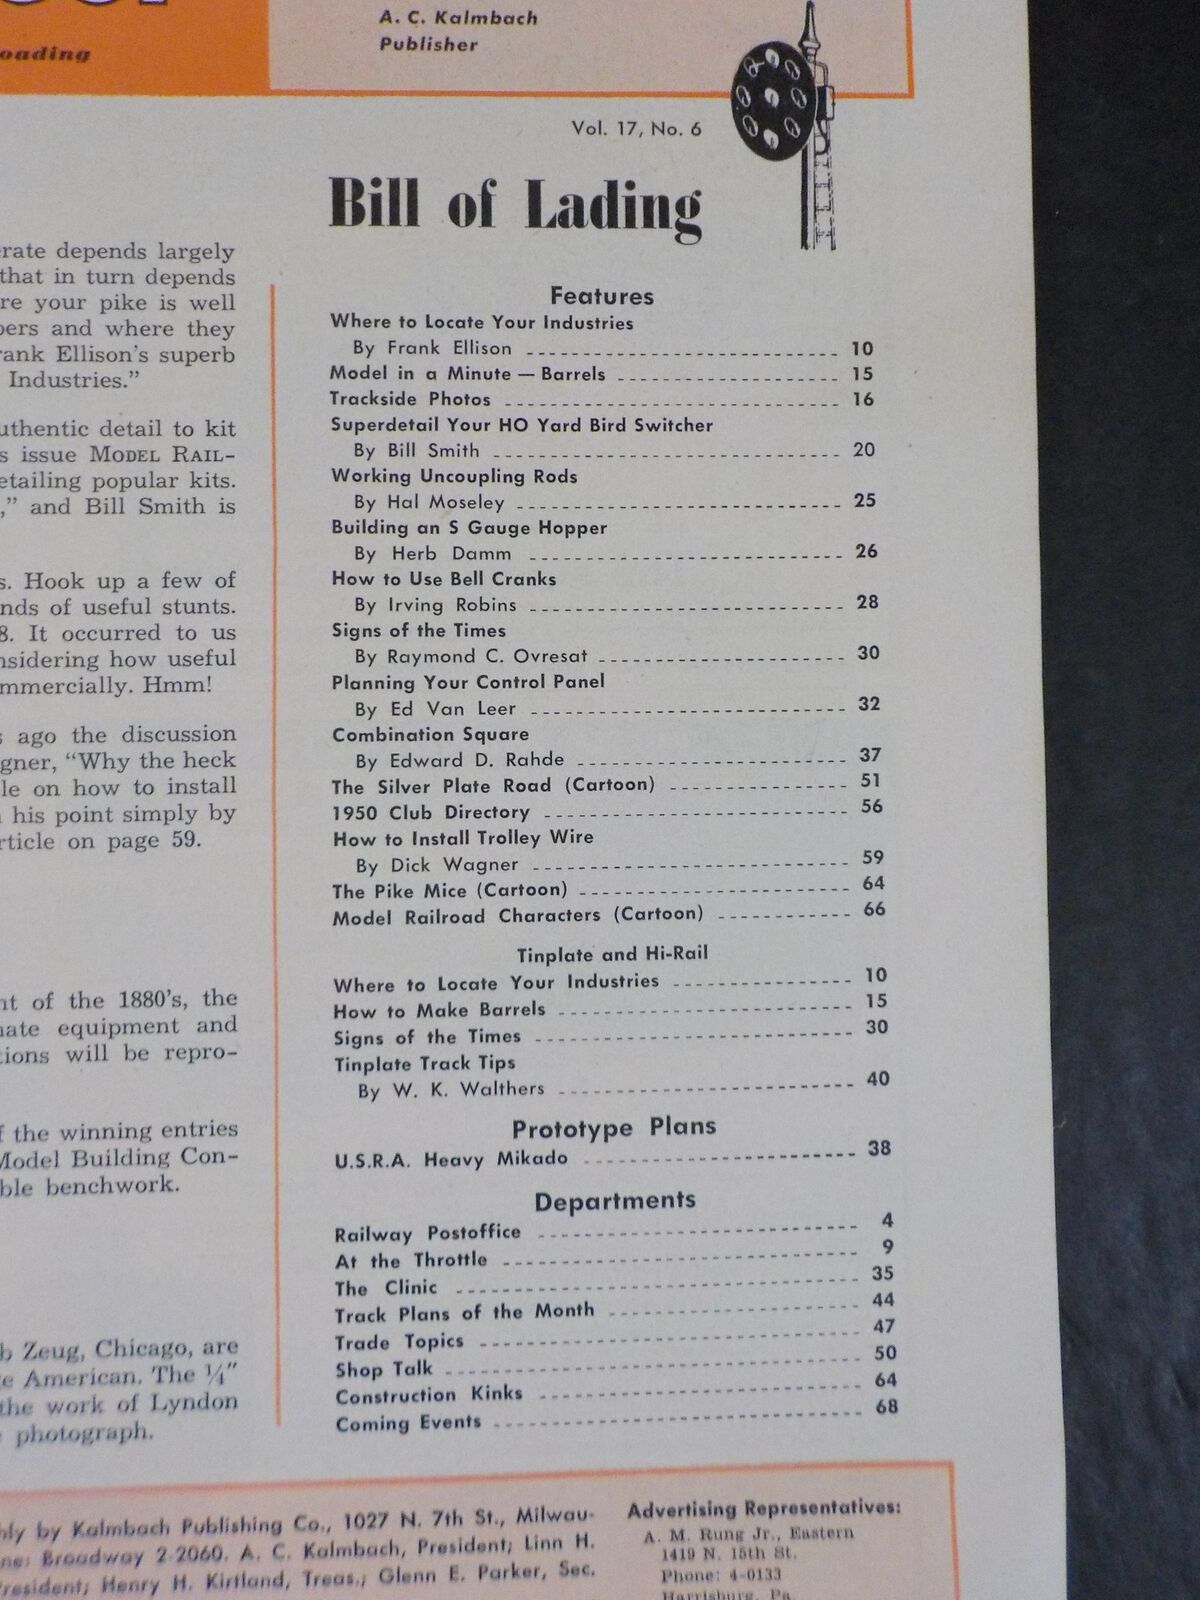 oading
A. C. Kalmbach
Publisher
Vol. 17, No. 6
Bill of Lading
erate depends largely
that in turn depends
re your pike is well
pers and where they
rank Ellison's superb
Industries."
uthentic detail to kit
s issue MODEL RAIL-
etailing popular kits.
," and Bill Smith is
s. Hook up a few of
nds of useful stunts.
8. It occurred to us
nsidering how useful
mmercially. Hmm!
s ago the discussion
gner, "Why the heck
le on how to install
his point simply by
rticle on page 59.
nt of the 1880's, the
nate equipment and
tions will be repro-
f the winning entries
Model Building Con-
ble benchwork.
b Zeug, Chicago, are
e American. The ¼"
the work of Lyndon
photograph.
Features
Where to Locate Your Industries
By Frank Ellison 10
Model in a Minute — Barrels 15
Trackside Photos 16
Superdetail Your HO Yard Bird Switcher
By Bill Smith 20
Working Uncoupling Rods
By Hal Moseley 25
Building an S Gauge Hopper
By Herb Damm 26
How to Use Bell Cranks
By Irving Robins 28
Signs of the Times
By Raymond C. Ovresat 30
Planning Your Control Panel
By Ed Van Leer 32
Combination Square
By Edward D. Rahde 37
The Silver Plate Road (Cartoon) 51
1950 Club Directory 56
How to Install Trolley Wire
By Dick Wagner 59
The Pike Mice (Cartoon) 64
Model Railroad Characters (Cartoon) 66
Tinplate and Hi-Rail
Where to Locate Your Industries 10
How to Make Barrels 15
Signs of the Times 30
Tinplate Track Tips
By W. K. Walthers 40
Prototype Plans
U.S.R.A. Heavy Mikado 38
Departments
Railway Postoffice 4
At the Throttle 9
The Clinic 35
Track Plans of the Month 44
Trade Topics 47
Shop Talk 50
Construction Kinks 64
Coming Events 68
hly by Kalmbach Publishing Co., 1027 N. 7th St., Milwau-
ne: Broadway 2-2060. A. C. Kalmbach, President; Linn H.
President; Henry H. Kirtland, Treas.; Glenn E. Parker, Sec.
Advertising Representatives:
A. M. Rung Jr., Eastern
1419 N. 15th St.
Phone: 4-0133
Harrisburg, Pa.